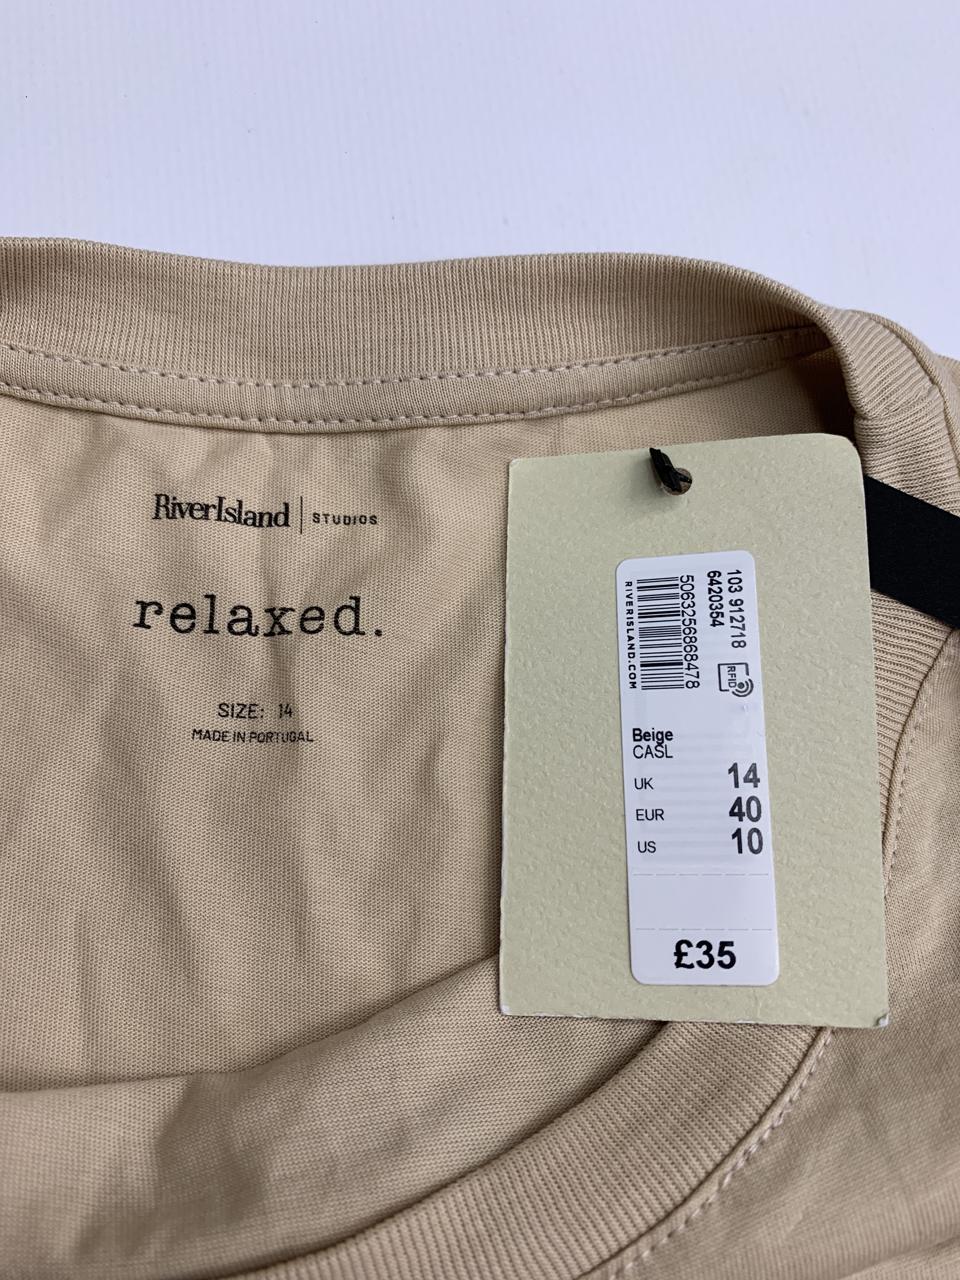 RiverIsland | STUDIOS
relaxed.
SIZE: 14
MADE IN PORTUGAL
103 912718
6420354
5063256868478
RIVERISLAND.COM
RFID
Beige
CASL
UK 14
EUR 40
US 10
£35